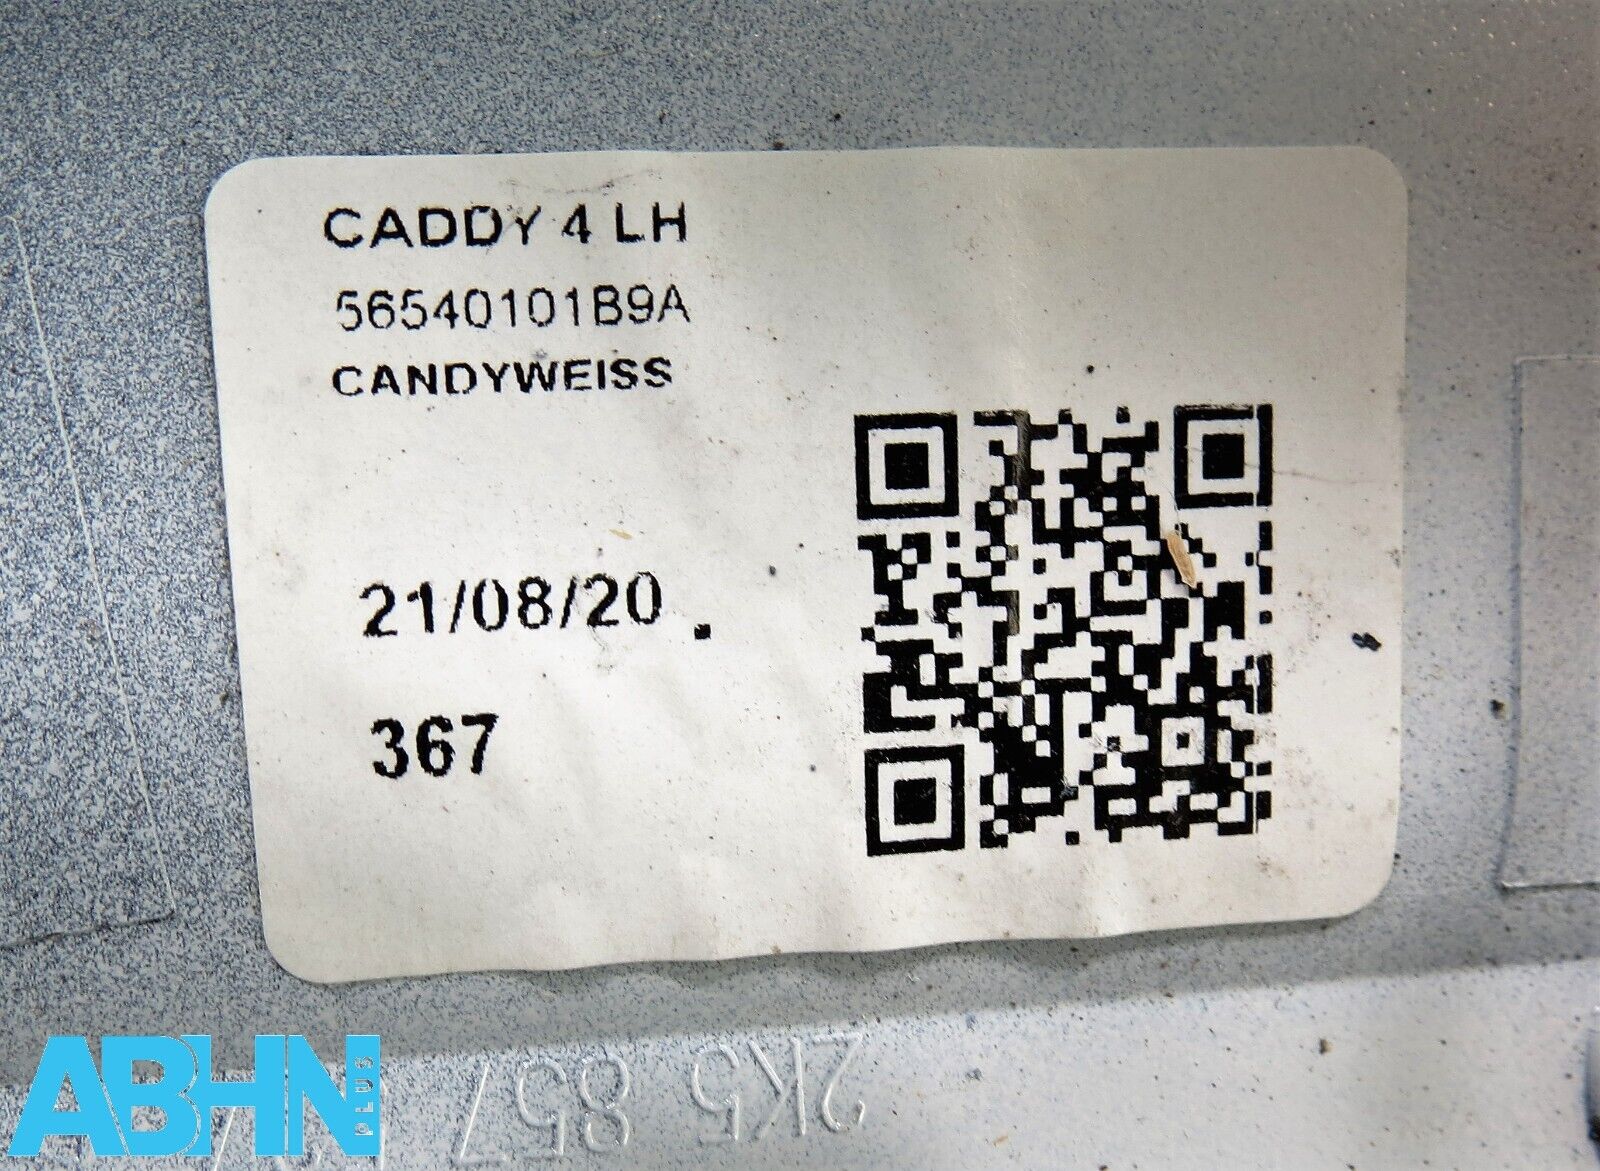 CADDY 4 LH
56540101B9A
CANDYWEISS
21/08/20.
367
2K5 857
ABHN
PLUS